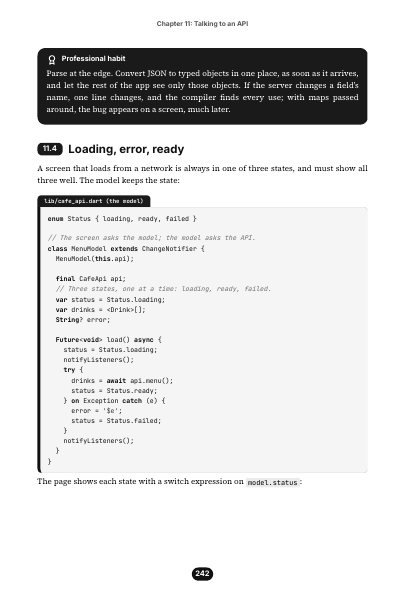 Chapter 11: Talking to an API
Professional habit
Parse at the edge. Convert JSON to typed objects in one place, as soon as it arrives,
and let the rest of the app see only those objects. If the server changes a field's
name, one line changes, and the compiler finds every use; with maps passed
around, the bug appears on a screen, much later.
11.4 Loading, error, ready
A screen that loads from a network is always in one of three states, and must show all
three well. The model keeps the state:
lib/cafe_api.dart (the model)
enum Status { loading, ready, failed }
// The screen asks the model; the model asks the API.
class MenuModel extends ChangeNotifier {
  MenuModel(this.api);
  final CafeApi api;
  // Three states, one at a time: loading, ready, failed.
  var status = Status.loading;
  var drinks = <Drink>[];
  String? error;
  Future<void> load() async {
    status = Status.loading;
    notifyListeners();
    try {
      drinks = await api.menu();
      status = Status.ready;
    } on Exception catch (e) {
      error = '$e';
      status = Status.failed;
    }
    notifyListeners();
  }
}
The page shows each state with a switch expression on model.status:
242